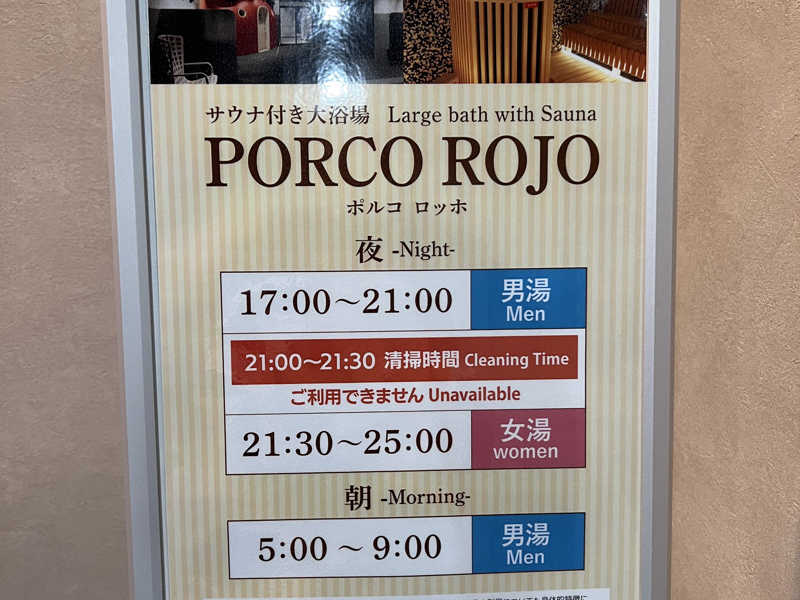 サウナ付き大浴場 Large bath with Sauna
PORCO ROJO
ポルコ ロッホ
夜 -Night-
17:00～21:00 男湯 Men
21:00～21:30 清掃時間 Cleaning Time
ご利用できません Unavailable
21:30～25:00 女湯 women
朝 -Morning-
5:00 ～ 9:00 男湯 Men